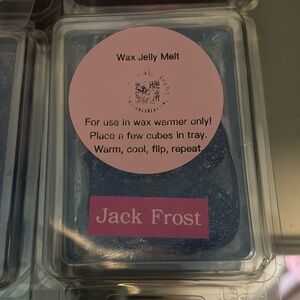 Wax Jelly Melt
For use in wax warmer only!
Place a few cubes in tray.
Warm, cool, flip, repeat.
Jack Frost